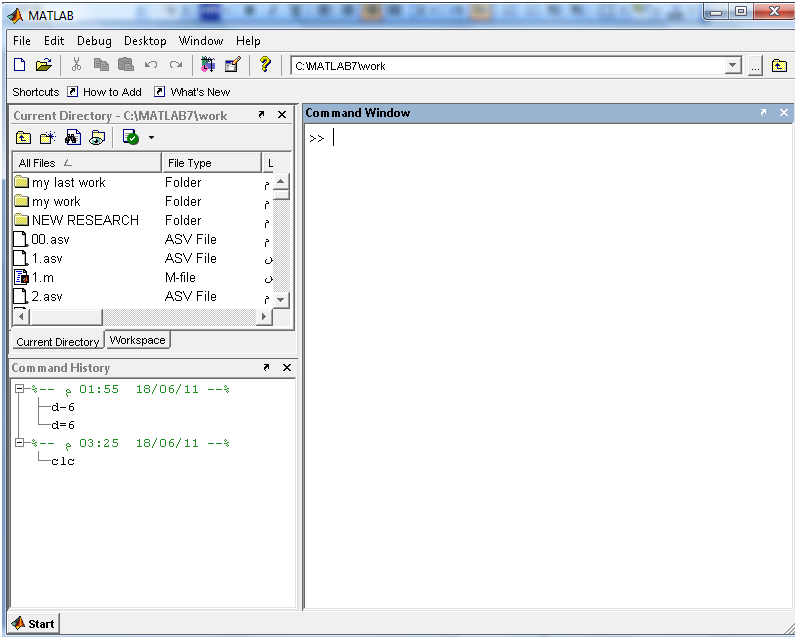 MATLAB
File Edit Debug Desktop Window Help
C:\MATLAB7\work ...
Shortcuts How to Add What's New
Current Directory - C:\MATLAB7\work
All Files File Type L
my last work Folder م
my work Folder م
NEW RESEARCH Folder م
00.asv ASV File م
1.asv ASV File ص
1.m M-file ص
2.asv ASV File م
Current Directory Workspace
Command History
%-- م 01:55 18/06/11 --%
d-6
d=6
%-- م 03:25 18/06/11 --%
clc
Command Window
>>
Start